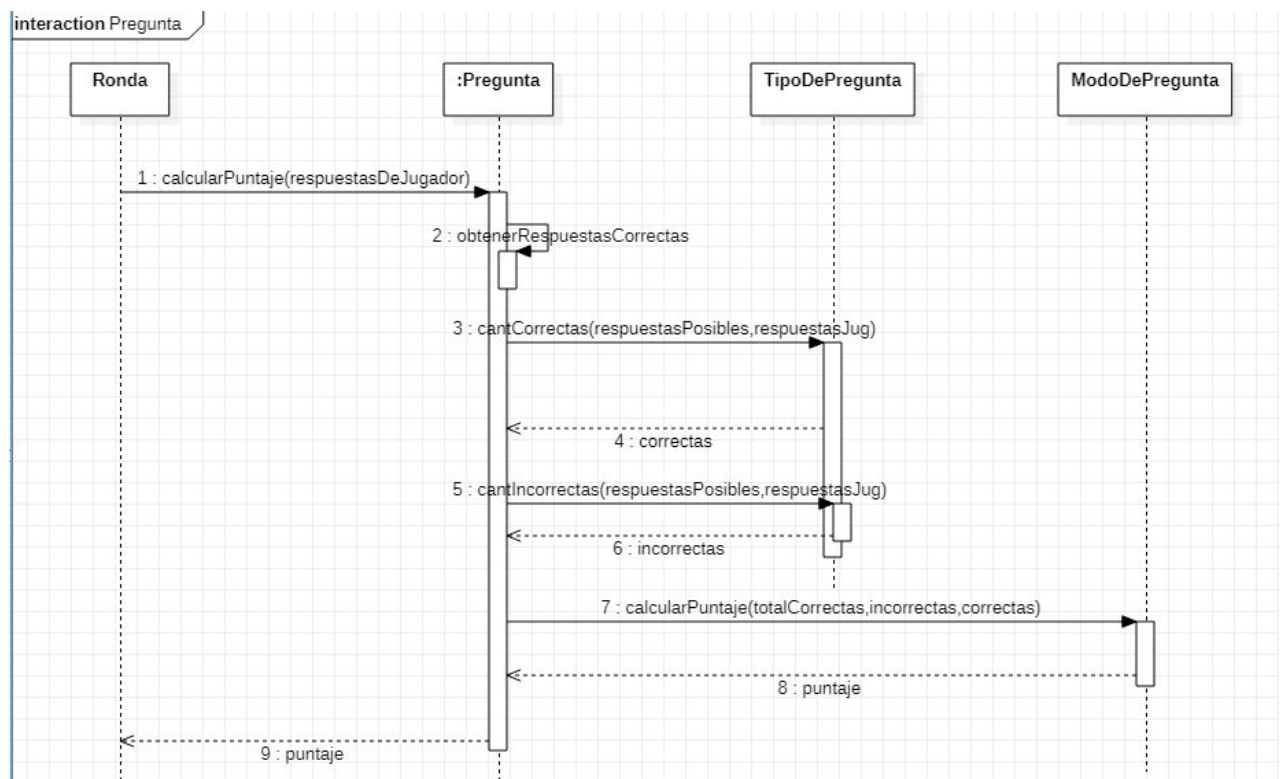 interaction Pregunta
Ronda
:Pregunta
TipoDePregunta
ModoDePregunta
1 : calcularPuntaje(respuestasDeJugador)
2 : obtenerRespuestasCorrectas
3 : cantCorrectas(respuestasPosibles,respuestasJug)
4 : correctas
5 : cantIncorrectas(respuestasPosibles,respuestasJug)
6 : incorrectas
7 : calcularPuntaje(totalCorrectas,incorrectas,correctas)
8 : puntaje
9 : puntaje